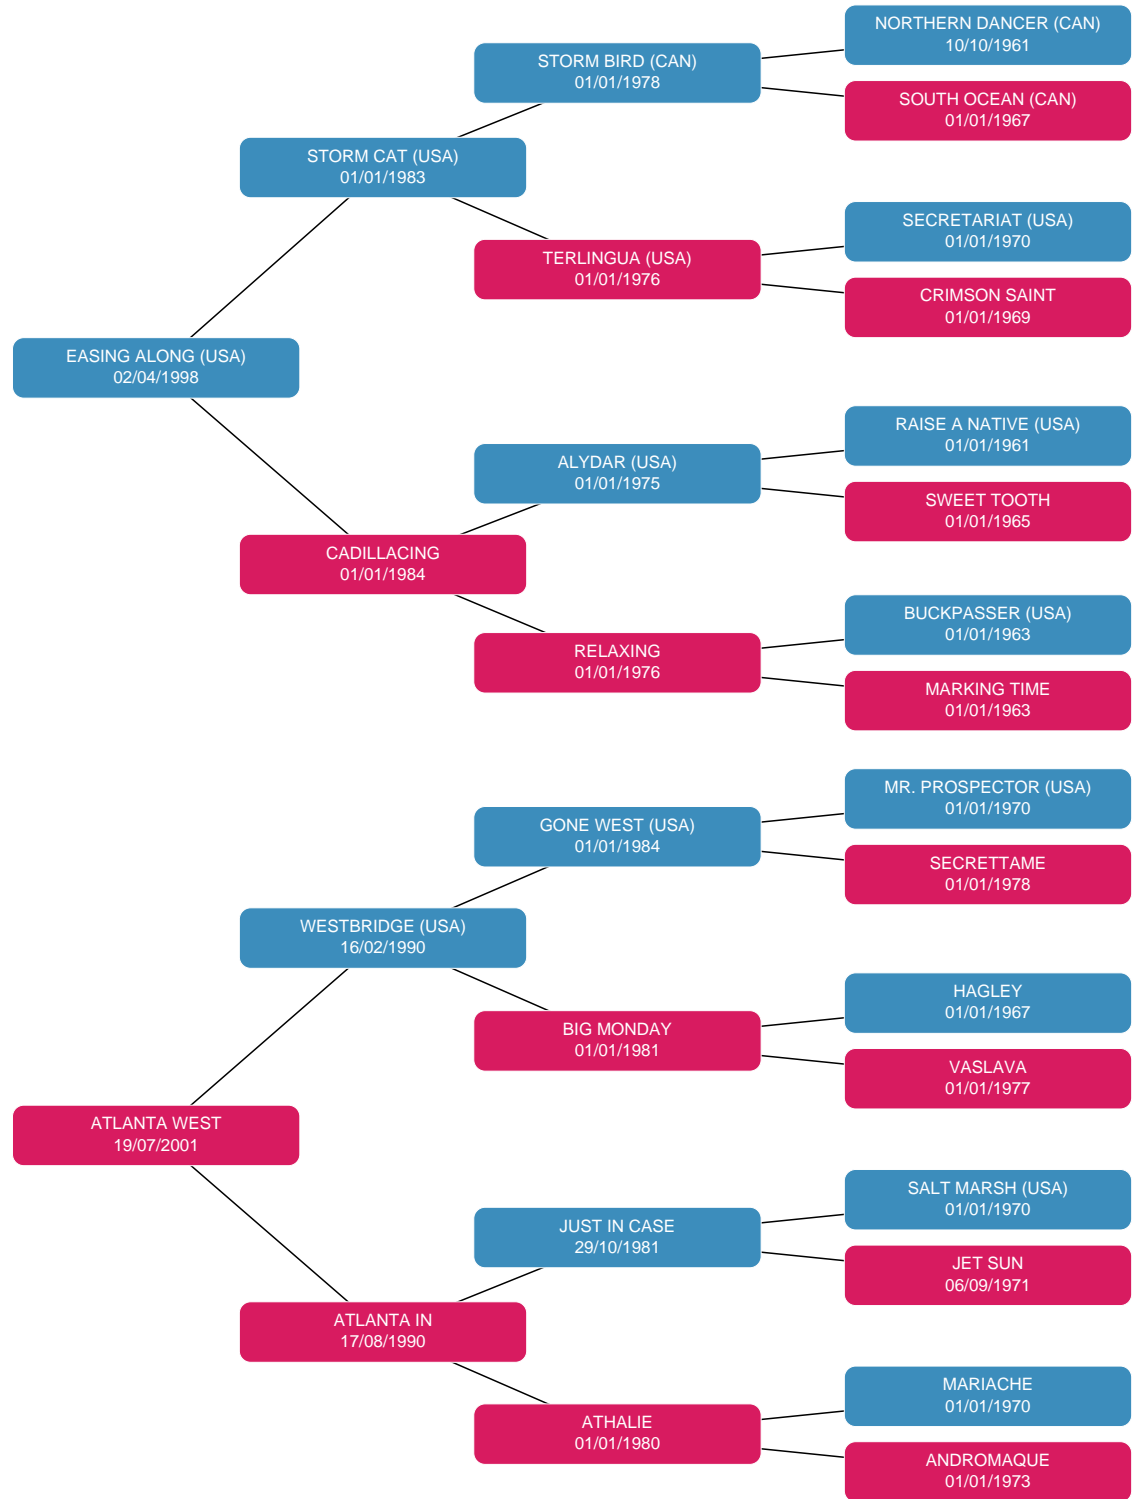 NORTHERN DANCER (CAN)
10/10/1961
STORM BIRD (CAN)
01/01/1978
SOUTH OCEAN (CAN)
01/01/1967
STORM CAT (USA)
01/01/1983
SECRETARIAT (USA)
01/01/1970
TERLINGUA (USA)
01/01/1976
CRIMSON SAINT
01/01/1969
EASING ALONG (USA)
02/04/1998
RAISE A NATIVE (USA)
01/01/1961
ALYDAR (USA)
01/01/1975
SWEET TOOTH
01/01/1965
CADILLACING
01/01/1984
BUCKPASSER (USA)
01/01/1963
RELAXING
01/01/1976
MARKING TIME
01/01/1963
MR. PROSPECTOR (USA)
01/01/1970
GONE WEST (USA)
01/01/1984
SECRETTAME
01/01/1978
WESTBRIDGE (USA)
16/02/1990
HAGLEY
01/01/1967
BIG MONDAY
01/01/1981
VASLAVA
01/01/1977
ATLANTA WEST
19/07/2001
SALT MARSH (USA)
01/01/1970
JUST IN CASE
29/10/1981
JET SUN
06/09/1971
ATLANTA IN
17/08/1990
MARIACHE
01/01/1970
ATHALIE
01/01/1980
ANDROMAQUE
01/01/1973